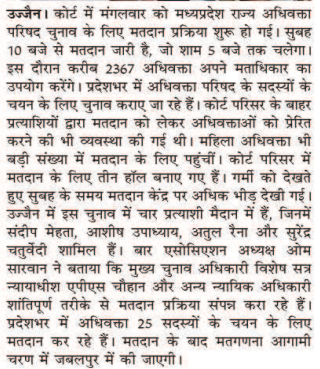 उज्जैन। कोर्ट में मंगलवार को मध्यप्रदेश राज्य अधिवक्ता
परिषद चुनाव के लिए मतदान प्रक्रिया शुरू हो गई। सुबह
10 बजे से मतदान जारी है, जो शाम 5 बजे तक चलेगा।
इस दौरान करीब 2367 अधिवक्ता अपने मताधिकार का
उपयोग करेंगे। प्रदेशभर में अधिवक्ता परिषद के सदस्यों के
चयन के लिए चुनाव कराए जा रहे हैं। कोर्ट परिसर के बाहर
प्रत्याशियों द्वारा मतदान को लेकर अधिवक्ताओं को प्रेरित
करने की भी व्यवस्था की गई थी। महिला अधिवक्ता भी
बड़ी संख्या में मतदान के लिए पहुंचीं। कोर्ट परिसर में
मतदान के लिए तीन हॉल बनाए गए हैं। गर्मी को देखते
हुए सुबह के समय मतदान केंद्र पर अधिक भीड़ देखी गई।
उज्जैन में इस चुनाव में चार प्रत्याशी मैदान में हैं, जिनमें
संदीप मेहता, आशीष उपाध्याय, अतुल रैना और सुरेंद्र
चतुर्वेदी शामिल हैं। बार एसोसिएशन अध्यक्ष ओम
सारवान ने बताया कि मुख्य चुनाव अधिकारी विशेष सत्र
न्यायाधीश एपीएस चौहान और अन्य न्यायिक अधिकारी
शांतिपूर्ण तरीके से मतदान प्रक्रिया संपन्न करा रहे हैं।
प्रदेशभर में अधिवक्ता 25 सदस्यों के चयन के लिए
मतदान कर रहे हैं। मतदान के बाद मतगणना आगामी
चरण में जबलपुर में की जाएगी।